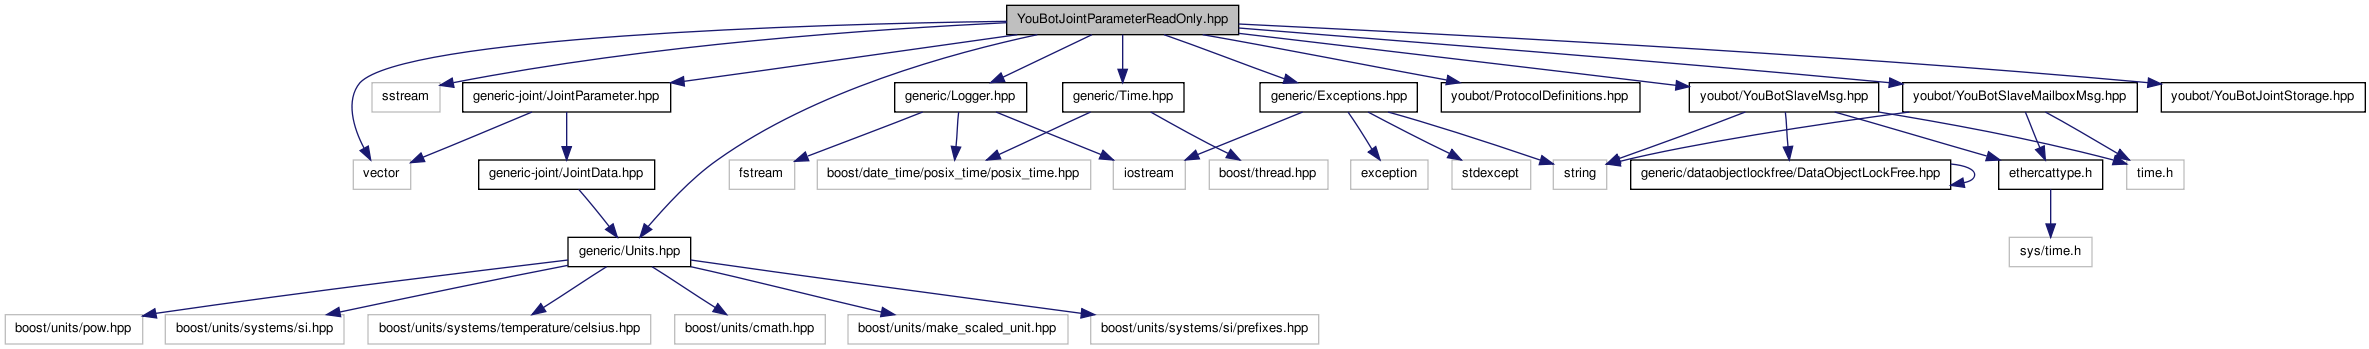 YouBotJointParameterReadOnly.hpp
sstream
generic-joint/JointParameter.hpp
generic/Logger.hpp
generic/Time.hpp
generic/Exceptions.hpp
youbot/ProtocolDefinitions.hpp
youbot/YouBotSlaveMsg.hpp
youbot/YouBotSlaveMailboxMsg.hpp
youbot/YouBotJointStorage.hpp
vector
generic-joint/JointData.hpp
fstream
boost/date_time/posix_time/posix_time.hpp
iostream
boost/thread.hpp
exception
stdexcept
string
generic/dataobjectlockfree/DataObjectLockFree.hpp
ethercattype.h
time.h
generic/Units.hpp
sys/time.h
boost/units/pow.hpp
boost/units/systems/si.hpp
boost/units/systems/temperature/celsius.hpp
boost/units/cmath.hpp
boost/units/make_scaled_unit.hpp
boost/units/systems/si/prefixes.hpp